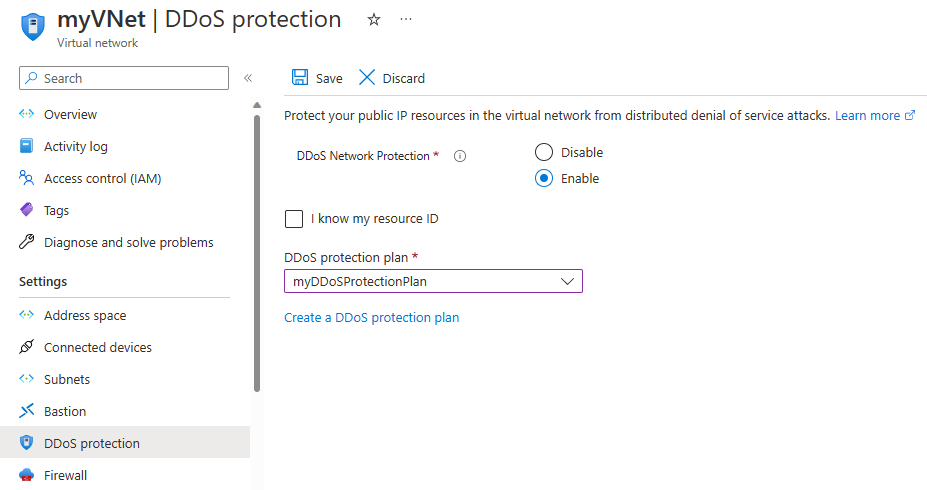 myVNet | DDoS protection
Virtual network
Search
Overview
Activity log
Access control (IAM)
Tags
Diagnose and solve problems
Settings
Address space
Connected devices
Subnets
Bastion
DDoS protection
Firewall
Save
Discard
Protect your public IP resources in the virtual network from distributed denial of service attacks. Learn more
DDoS Network Protection *
Disable
Enable
I know my resource ID
DDoS protection plan *
myDDoSProtectionPlan
Create a DDoS protection plan